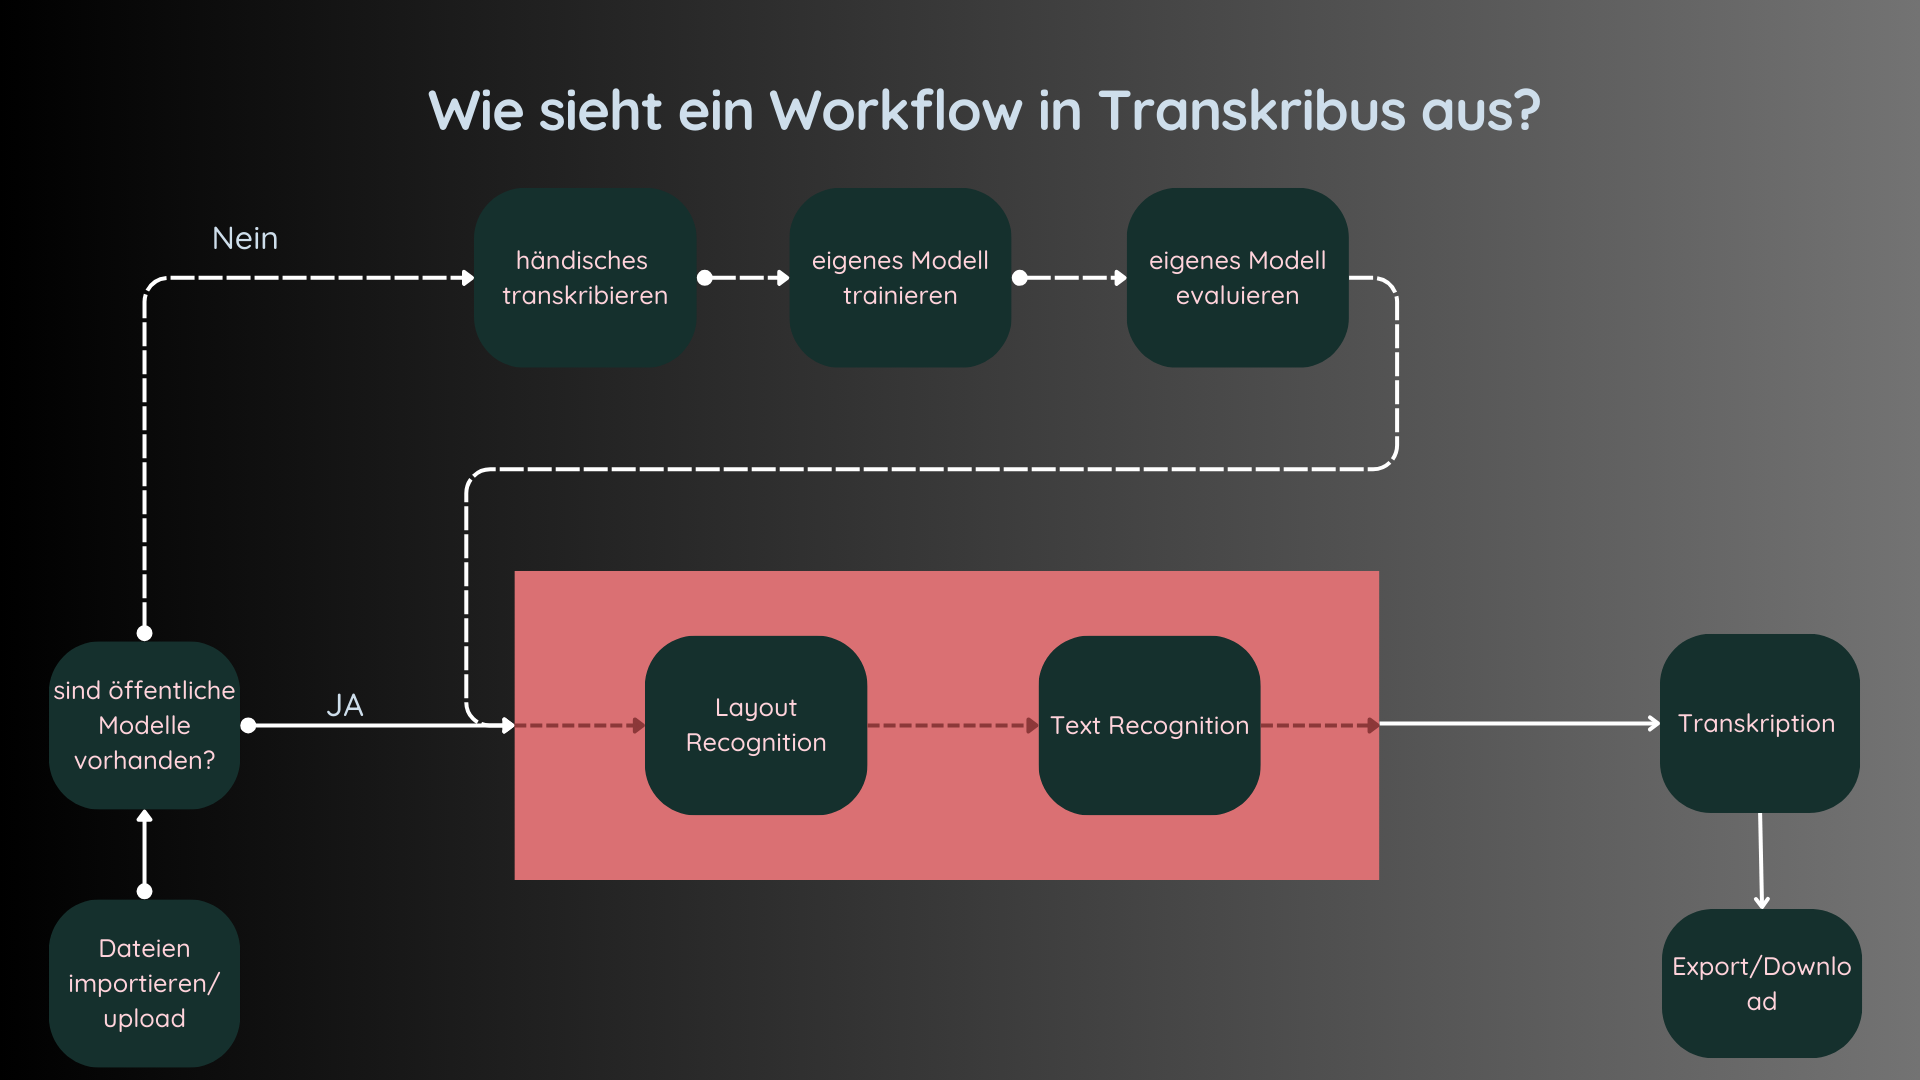 Wie sieht ein Workflow in Transkribus aus?
Nein
händisches
transkribieren
eigenes Modell
trainieren
eigenes Modell
evaluieren
sind öffentliche
Modelle
vorhanden?
JA
Layout
Recognition
Text Recognition
Transkription
Dateien
importieren/
upload
Export/Downlo
ad